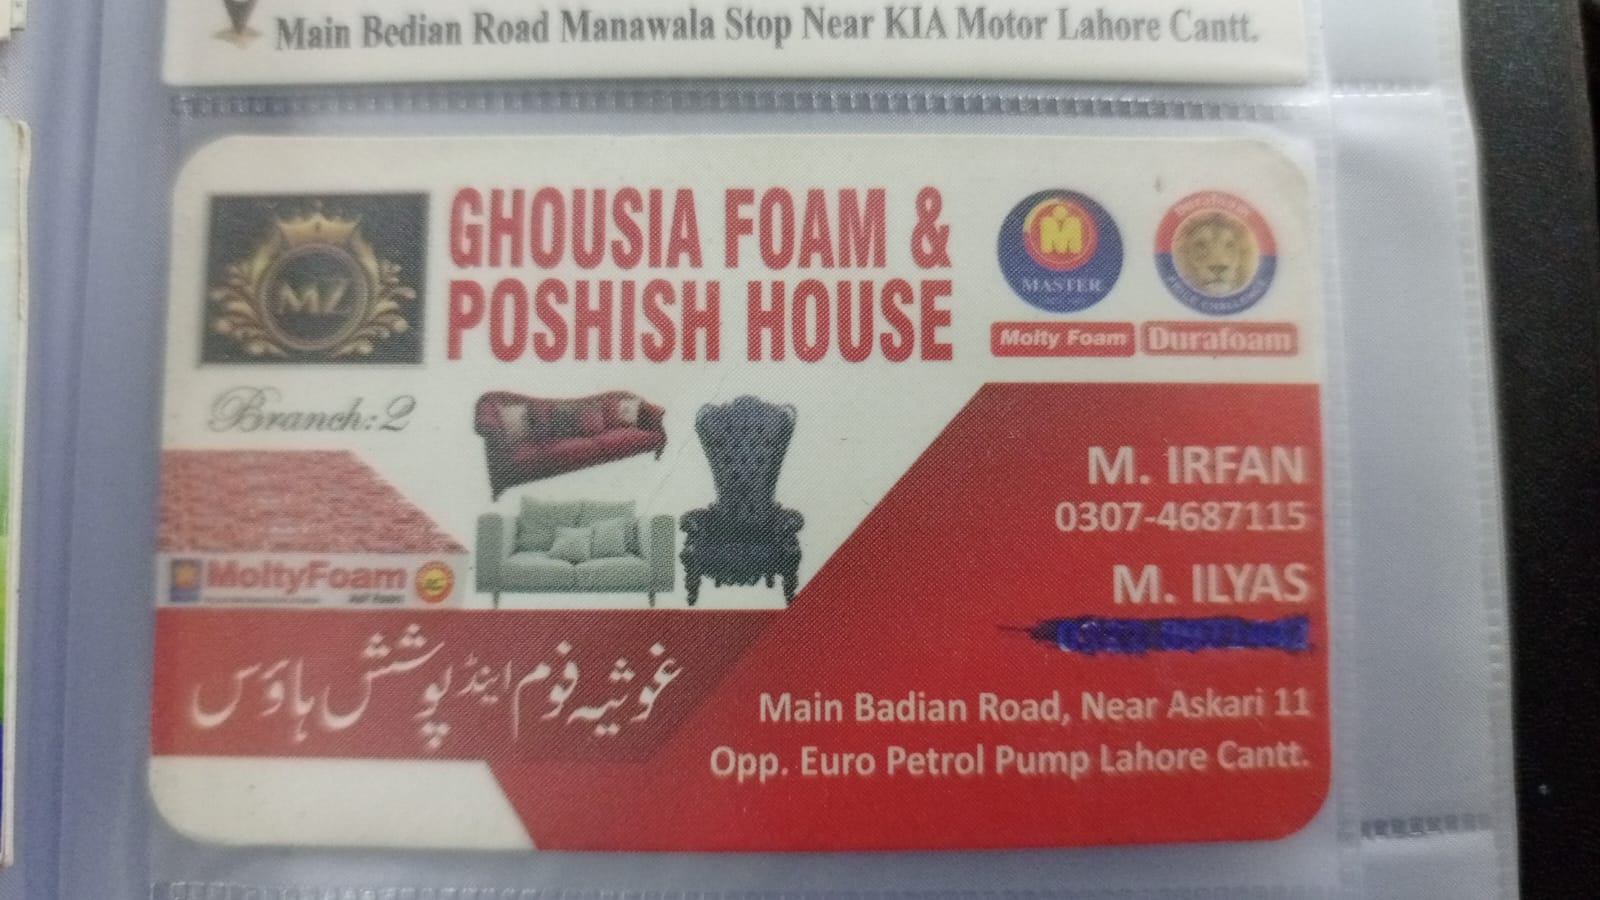 Main Bedian Road Manawala Stop Near KIA Motor Lahore Cantt.
MZ
GHOUSIA FOAM &
POSHISH HOUSE
MASTER
Molty Foam
Durafoam
Durafoam
Branch:2
MoltyFoam
M. IRFAN
0307-4687115
M. ILYAS
غوثیہ فوم اینڈ پوشش ہاؤس
Main Badian Road, Near Askari 11
Opp. Euro Petrol Pump Lahore Cantt.